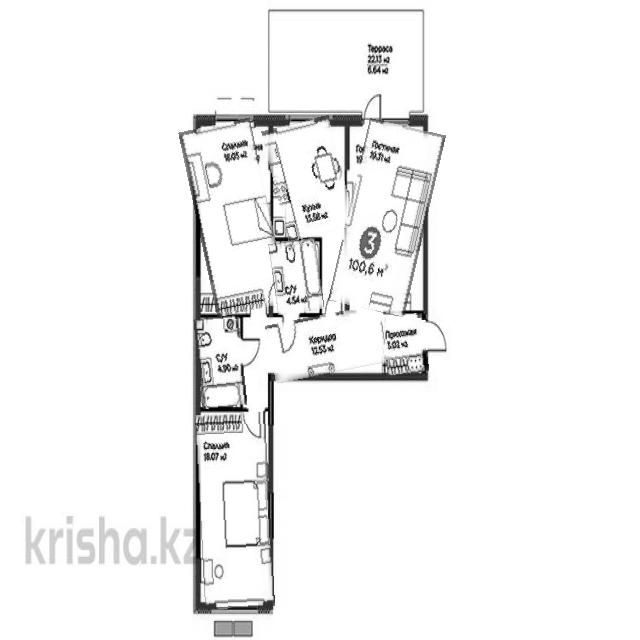 Терраса
22.13 м2
6.64 м2
Спальня
16.05 м2
Гостиная
19.31 м2
Кухня
13.58 м2
3
100,6 м²
С/У
4.54 м2
Коридор
12.53 м2
Прихожая
5.02 м2
С/У
4.90 м2
Спальня
18.07 м2
krisha.kz